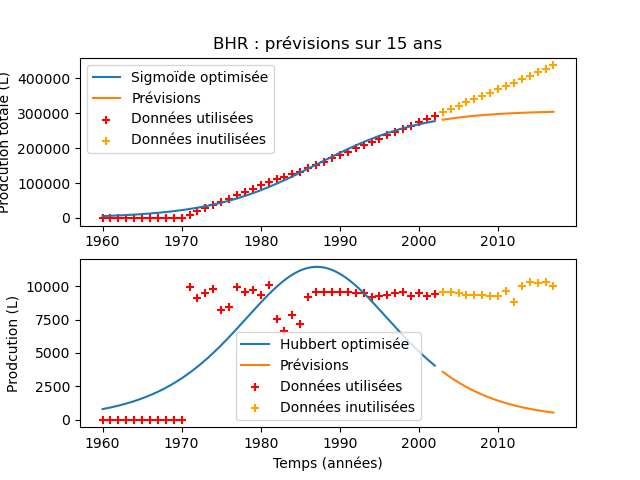 BHR : prévisions sur 15 ans
Prodcution totale (L)
400000
300000
200000
100000
0
Sigmoïde optimisée
Prévisions
Données utilisées
Données inutilisées
1960 1970 1980 1990 2000 2010
Prodcution (L)
10000
7500
5000
2500
0
Hubbert optimisée
Prévisions
Données utilisées
Données inutilisées
1960 1970 1980 1990 2000 2010
Temps (années)